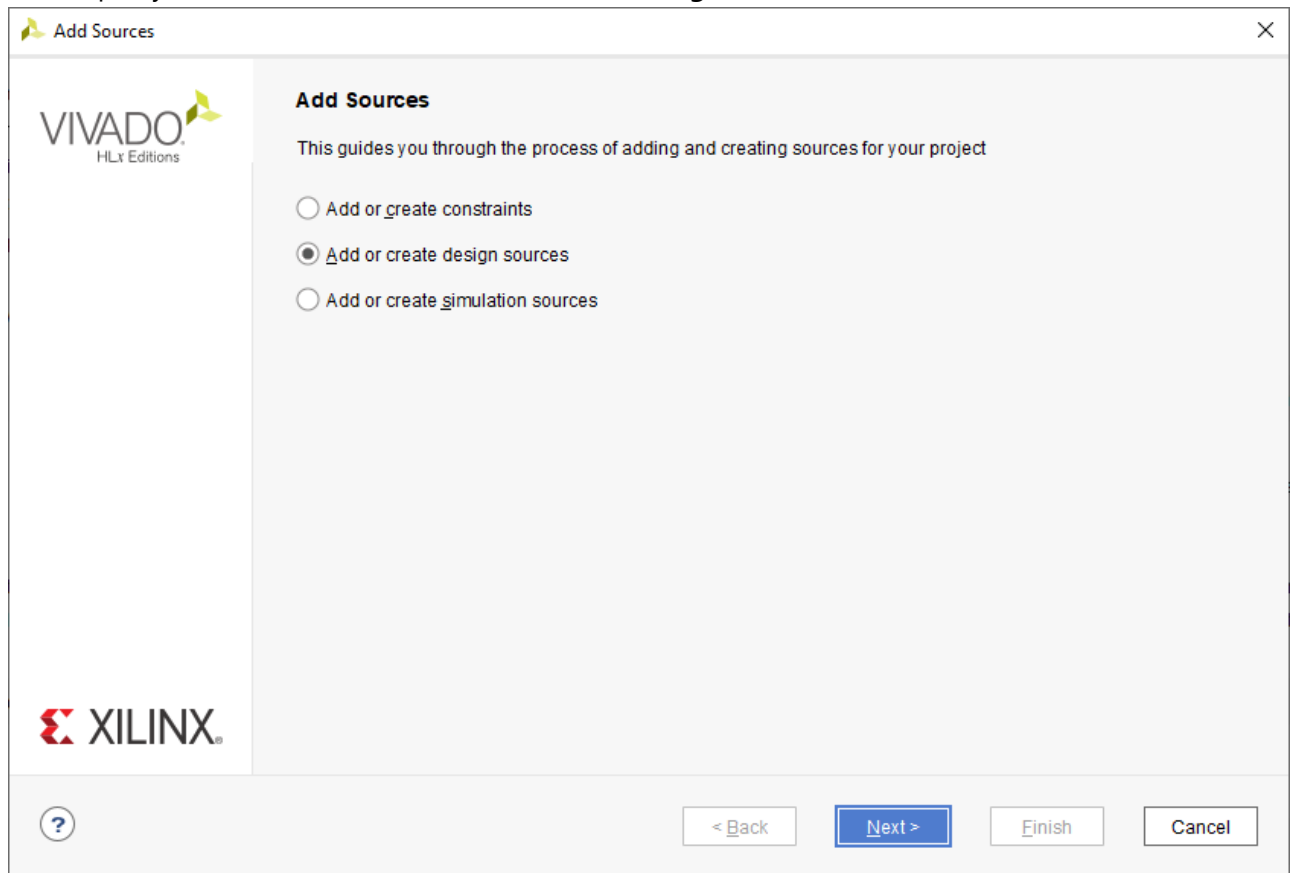 Add Sources
VIVADO.
HLx Editions
Add Sources
This guides you through the process of adding and creating sources for your project
Add or create constraints
Add or create design sources
Add or create simulation sources
XILINX.
?
< Back
Next >
Finish
Cancel